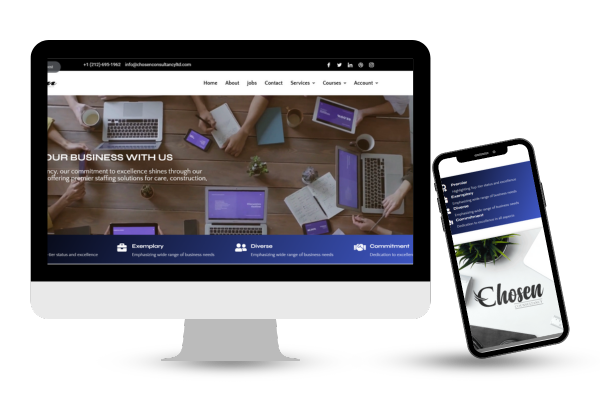 +1 (212)-695-1962 info@chosenconsultancyltd.com
Home About jobs Contact Services Courses Account
OUR BUSINESS WITH US
ncy, our commitment to excellence shines through our
offering premier staffing solutions for care, construction,
Exemplory
Diverse
Commitment
tier status and excellence
Emphasizing wide range of business needs
Emphasizing wide range of business needs
Dedication to excellen
Premier
Highlighting top-tier status and excellence
Exemplory
Emphasizing wide range of business needs
Diverse
Emphasizing wide range of business needs
Commitment
Dedication to excellence in all aspects
Chosen